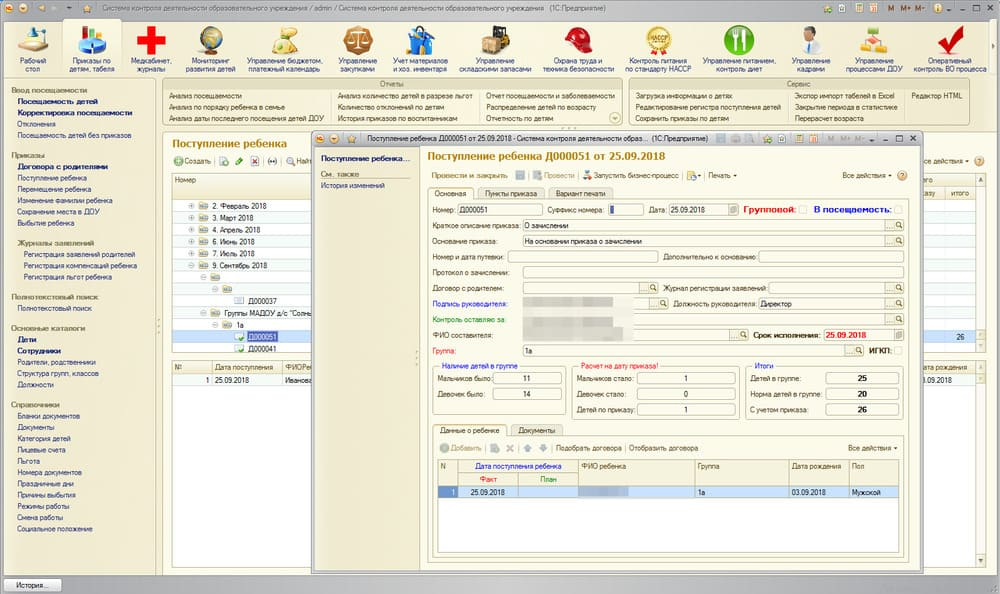 Система контроля деятельности образовательного учреждения / admin / Система контроля деятельности образовательного учреждения (1С:Предприятие)
M M+ M-
Рабочий стол
Приказы по детям, табеля
Медкабинет, журналы
Мониторинг развития детей
Управление бюджетом, платежный календарь
Управление закупками
Учет материалов и хоз. инвентаря
Управление складскими запасами
Охрана труда и техника безопасности
Контроль питания по стандарту НАССР
Управление питанием, контроль диет
Управление кадрами
Управление процессами ДОУ
Оперативный контроль ВО процесса
Ввод посещаемости
Посещаемость детей
Корректировка посещаемости
Отклонения
Посещаемость детей без приказов
Приказы
Договора с родителями
Поступление ребенка
Перемещение ребенка
Изменение фамилии ребенка
Сохранение места в ДОУ
Выбытие ребенка
Журналы заявлений
Регистрация заявлений родителей
Регистрация компенсаций ребенка
Регистрация льгот ребенка
Полнотекстовый поиск
Полнотекстовый поиск
Основные каталоги
Дети
Сотрудники
Родители, родственники
Структура групп, классов
Должности
Справочники
Бланки документов
Документы
Категория детей
Лицевые счета
Льгота
Номера документов
Праздничные дни
Причины выбытия
Режимы работы
Смена работы
Социальное положение
Отчеты
Анализ посещаемости
Анализ количество детей в разрезе льгот
Отчет посещаемости и заболеваемости
Анализ по порядку ребенка в семье
Количество отклонений по детям
Распределение детей по возрасту
Анализ даты последнего посещения детей ДОУ
История приказов по воспитанникам
Отчетность по детям
Сервис
Загрузка информации о детях
Экспорт импорт табелей в Excel
Редактор HTML
Редактирование регистра поступления детей
Закрытие периода в статистике
Сохранить приказы по детям
Перерасчет возраста
Поступление ребенка
Создать
Най
се действия
Номер
итого
2. Февраль 2018
3. Март 2018
4. Апрель 2018
6. Июнь 2018
7. Июль 2018
9. Сентябрь 2018
Д000037
Группы МАДОУ д/с "Солн
1а
Д000051
26
Д000041
№
Дата поступления
ФИОРе
та рождения
1
25.09.2018
Иванова
3.09.2018
Поступление ребенка Д000051 от 25.09.2018 - Система контроля деятельности образ... (1С:Предприятие)
M M+ M-
Поступление ребенка...
См. также
История изменений
Поступление ребенка Д000051 от 25.09.2018
Провести и закрыть
Провести
Запустить бизнес-процесс
Печать
Все действия
Основная
Пункты приказа
Вариант печати
Номер: Д000051
Суффикс номера:
Дата: 25.09.2018
Групповой:
В посещаемость:
Краткое описание приказа: О зачислении
Основание приказа: На основании приказа о зачислении
Номер и дата путевки:
Дополнительно к основанию:
Протокол о зачислении:
Договор с родителем:
Журнал регистрации заявлений:
Подпись руководителя:
Должность руководителя: Директор
Контроль оставляю за:
ФИО составителя:
Срок исполнения: 25.09.2018
Группа: 1а
ИГКП:
Наличие детей в группе
Мальчиков было: 11
Девочек было: 14
Расчет на дату приказа!
Мальчиков стало: 1
Девочек стало: 0
Детей по приказу: 1
Итоги
Детей в группе: 25
Норма детей в группе: 20
С учетом приказа: 26
Данные о ребенке
Документы
Добавить
Подобрать договора
Отобразить договора
Все действия
N
Дата поступления ребенка
ФИО ребенка
Группа
Дата рождения
Пол
Факт
План
1
25.09.2018
1а
03.09.2018
Мужской
История...